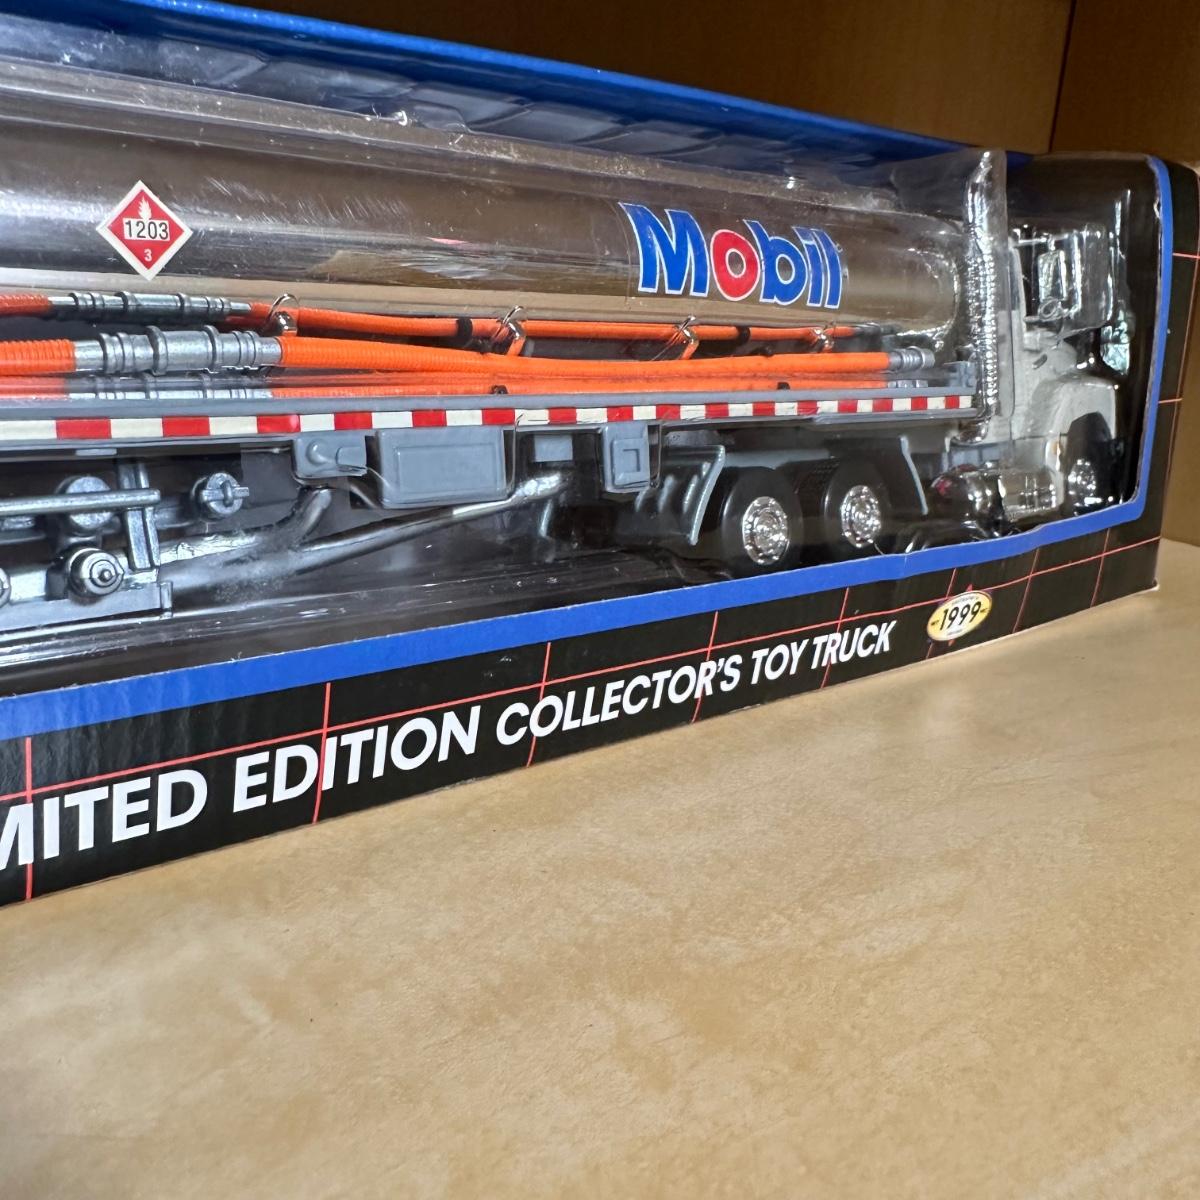 1203
3
Mobil
MITED EDITION COLLECTOR'S TOY TRUCK
1999